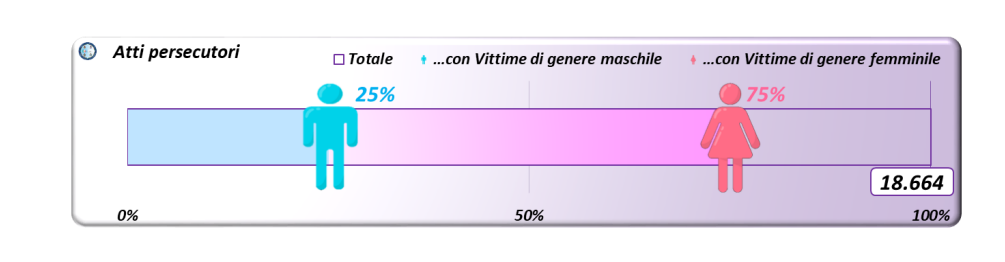 Atti persecutori
Totale ...con Vittime di genere maschile ...con Vittime di genere femminile
25% 75%
18.664
0% 50% 100%